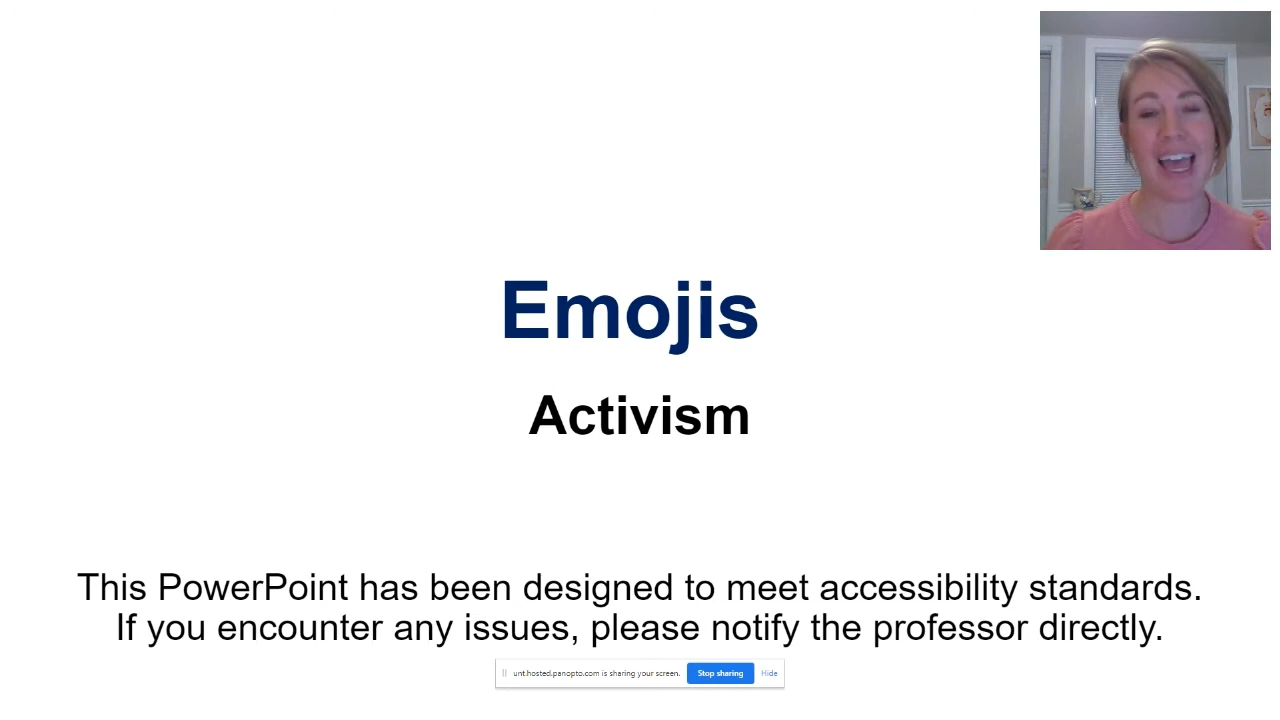 Emojis
Activism
This PowerPoint has been designed to meet accessibility standards.
If you encounter any issues, please notify the professor directly.
unt.hosted.panopto.com is sharing your screen. Stop sharing Hide